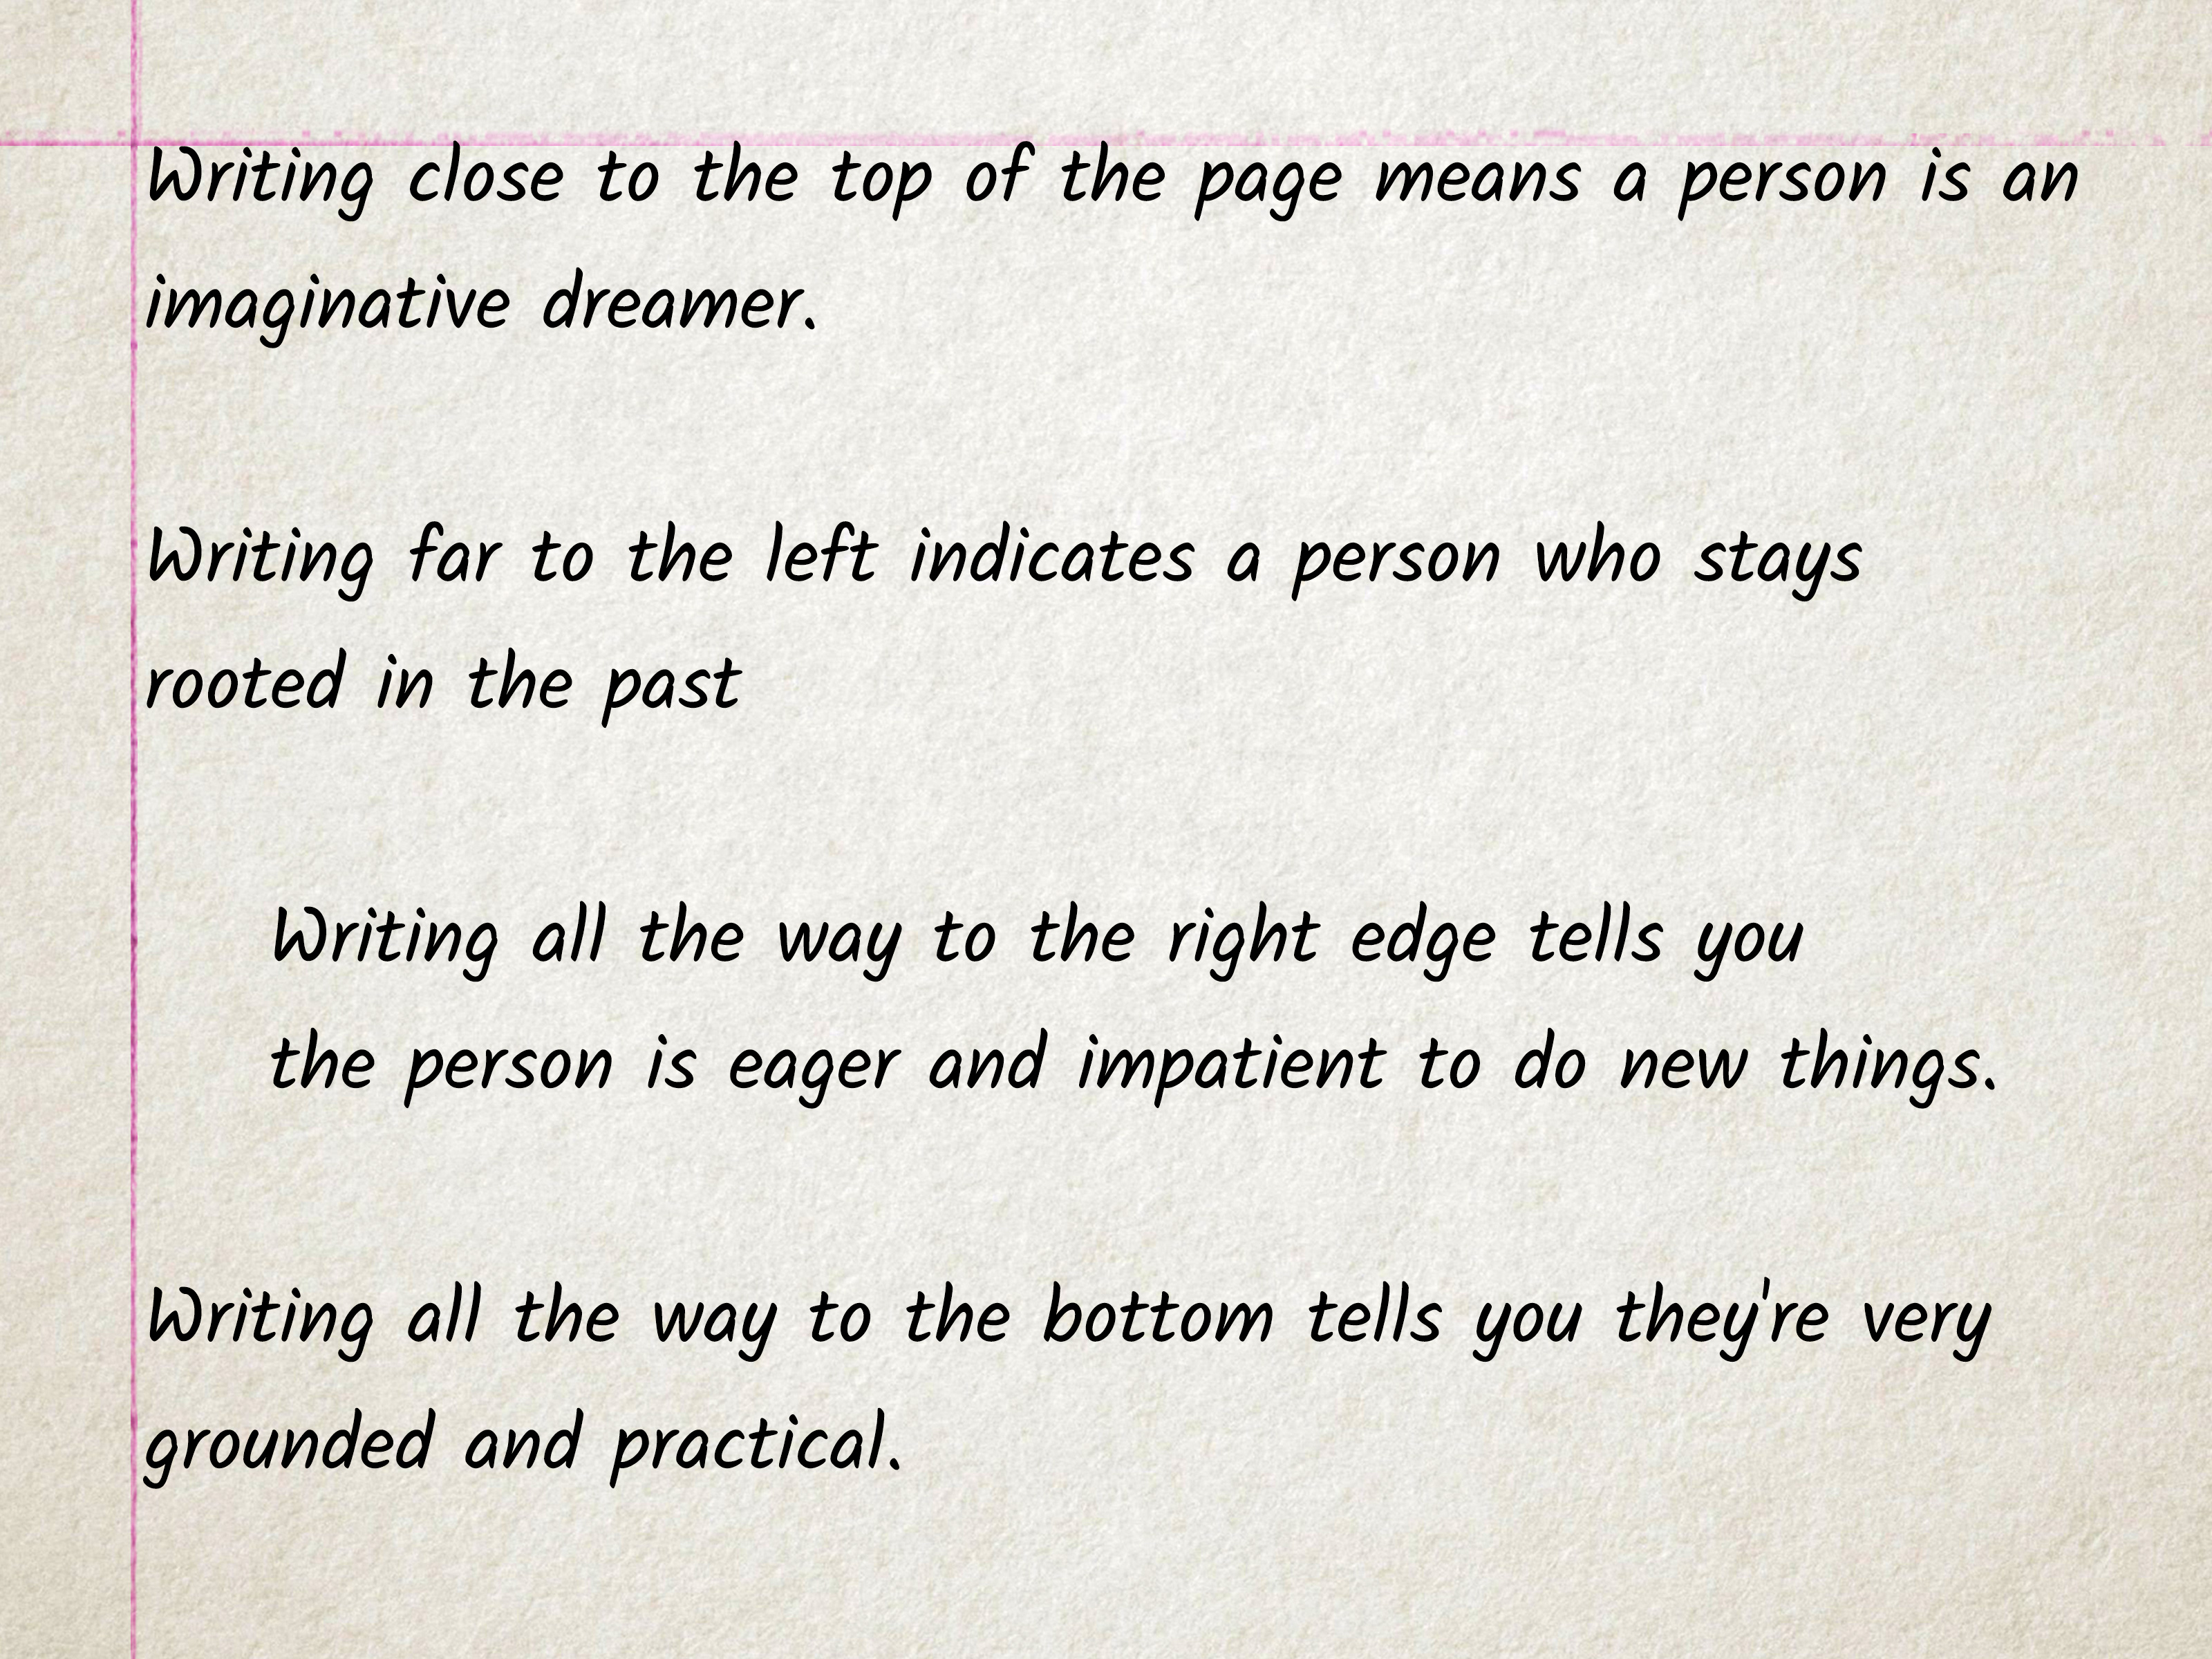 Writing close to the top of the page means a person is an
imaginative dreamer.
Writing far to the left indicates a person who stays
rooted in the past
Writing all the way to the right edge tells you
the person is eager and impatient to do new things.
Writing all the way to the bottom tells you they're very
grounded and practical.